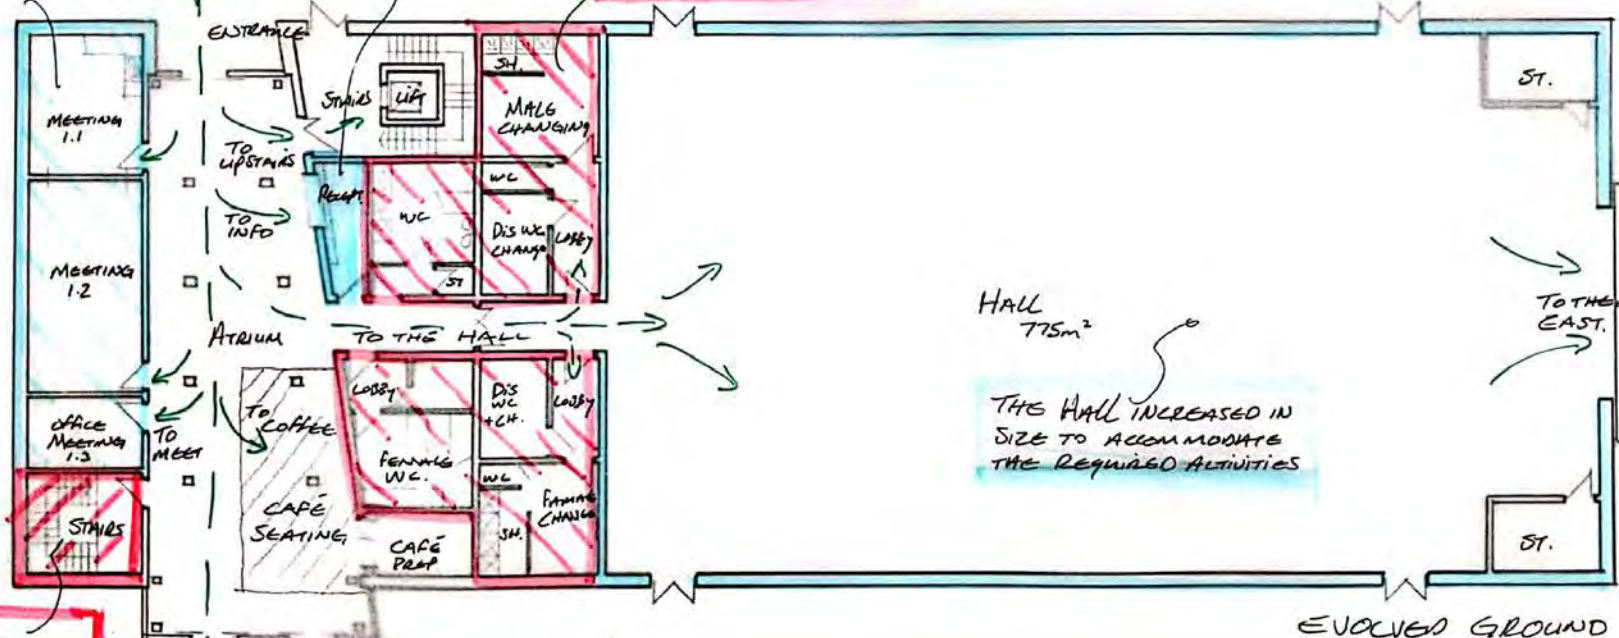 ENTRANCE
MEETING
1.1
STAIRS
LIFT
SH.
MALE
CHANGING
ST.
TO
UPSTAIRS
RECEPT.
WC
WC
DIS WC
CHANGE
LOBBY
TO
INFO
ST
MEETING
1.2
ATRIUM
TO THE HALL
HALL
775m²
TO THE
EAST.
OFFICE
MEETING
1.3
TO
MEET
TO
COFFEE
LOBBY
DIS
WC
+CH.
LOBBY
FEMALE
WC.
WC
FEMALE
CHANGE
SH.
THE HALL INCREASED IN
SIZE TO ACCOMMODATE
THE REQUIRED ACTIVITIES
STAIRS
CAFÉ
SEATING
CAFÉ
PREP
ST.
EVOLVED GROUND